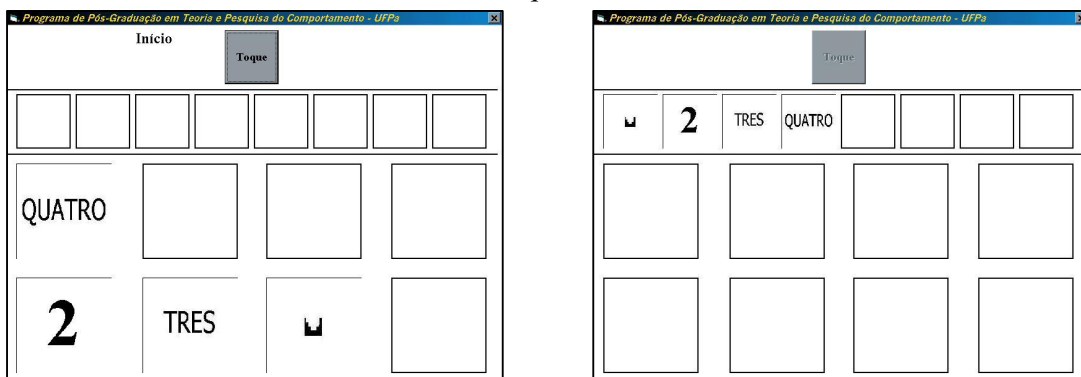 Programa de Pós-Graduação em Teoria e Pesquisa do Comportamento - UFPa
Início
Toque
QUATRO
2 TRES
Programa de Pós-Graduação em Teoria e Pesquisa do Comportamento - UFPa
Toque
2 TRES QUATRO